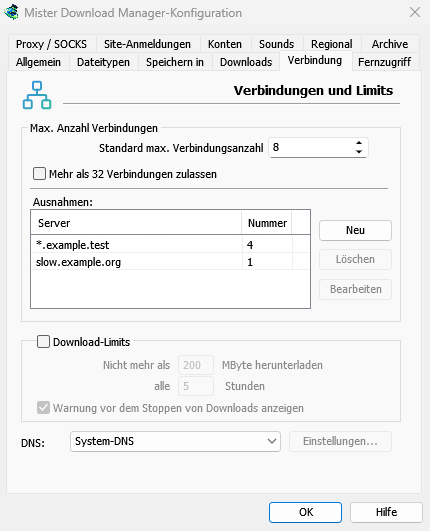 Mister Download Manager-Konfiguration
Proxy / SOCKS Site-Anmeldungen Konten Sounds Regional Archive
Allgemein Dateitypen Speichern in Downloads Verbindung Fernzugriff
Verbindungen und Limits
Max. Anzahl Verbindungen
Standard max. Verbindungsanzahl 8
Mehr als 32 Verbindungen zulassen
Ausnahmen:
Server Nummer
*.example.test 4
slow.example.org 1
Neu
Löschen
Bearbeiten
Download-Limits
Nicht mehr als 200 MByte herunterladen
alle 5 Stunden
Warnung vor dem Stoppen von Downloads anzeigen
DNS: System-DNS Einstellungen...
OK Hilfe